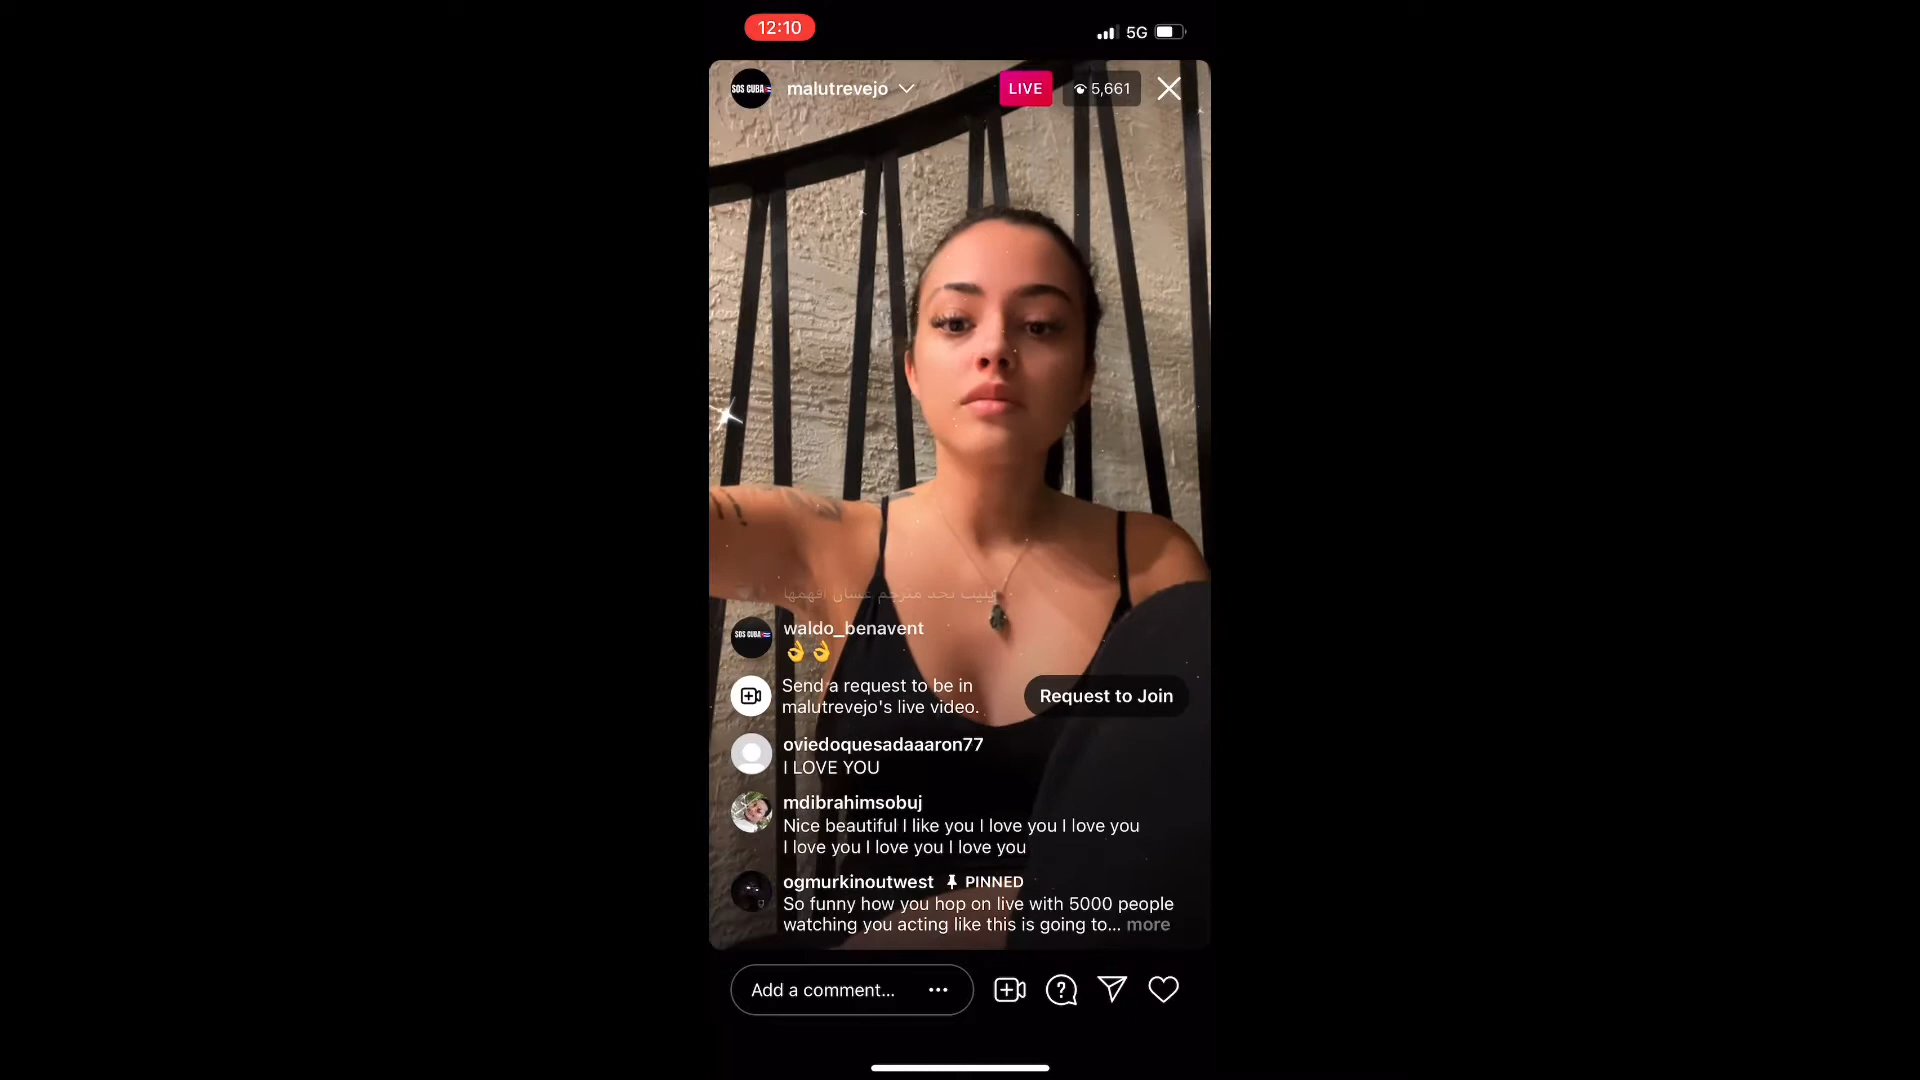 12:10
5G
SOS CUBA
malutrevejo
LIVE
5,661
مترجم عشان افهمها
SOS CUBA
waldo_benavent
👌👌
Send a request to be in
malutrevejo's live video.
Request to Join
oviedoquesadaaaron77
I LOVE YOU
mdibrahimsobuj
Nice beautiful I like you I love you I love you
I love you I love you I love you
ogmurkinoutwest PINNED
So funny how you hop on live with 5000 people
watching you acting like this is going to... more
Add a comment...